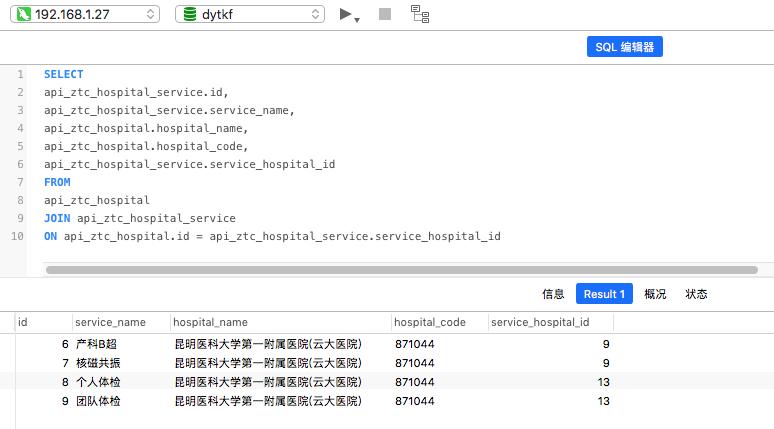 192.168.1.27 dytkf
SQL 编辑器
1 SELECT
2 api_ztc_hospital_service.id,
3 api_ztc_hospital_service.service_name,
4 api_ztc_hospital.hospital_name,
5 api_ztc_hospital.hospital_code,
6 api_ztc_hospital_service.service_hospital_id
7 FROM
8 api_ztc_hospital
9 JOIN api_ztc_hospital_service
10 ON api_ztc_hospital.id = api_ztc_hospital_service.service_hospital_id
信息 Result 1 概况 状态
id service_name hospital_name hospital_code service_hospital_id
6 产科B超 昆明医科大学第一附属医院(云大医院) 871044 9
7 核磁共振 昆明医科大学第一附属医院(云大医院) 871044 9
8 个人体检 昆明医科大学第一附属医院(云大医院) 871044 13
9 团队体检 昆明医科大学第一附属医院(云大医院) 871044 13